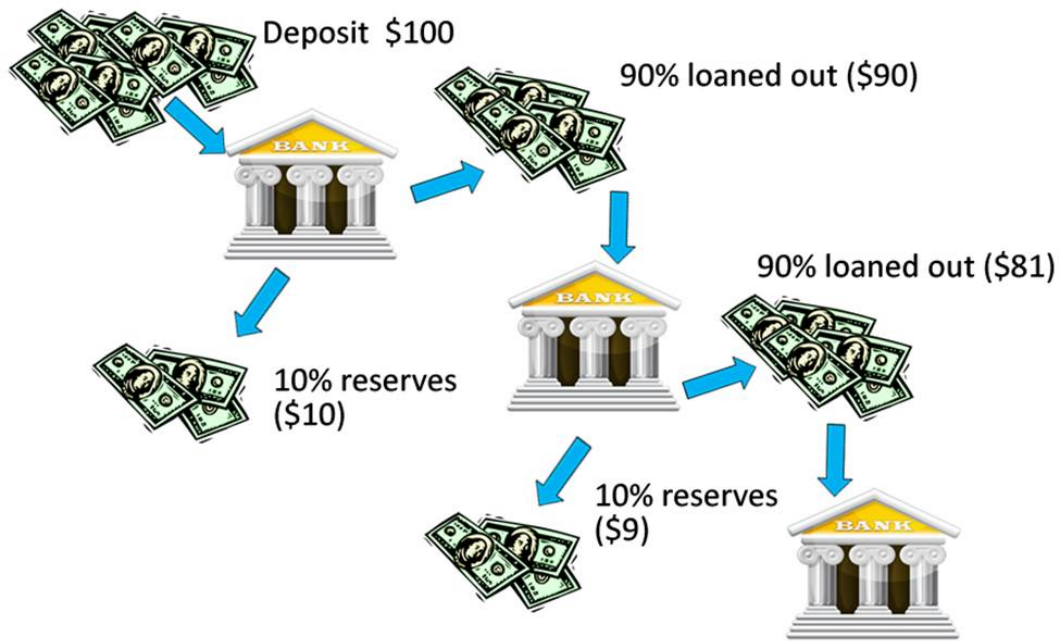 Deposit $100
90% loaned out ($90)
BANK
90% loaned out ($81)
BANK
10% reserves
($10)
10% reserves
($9)
BANK